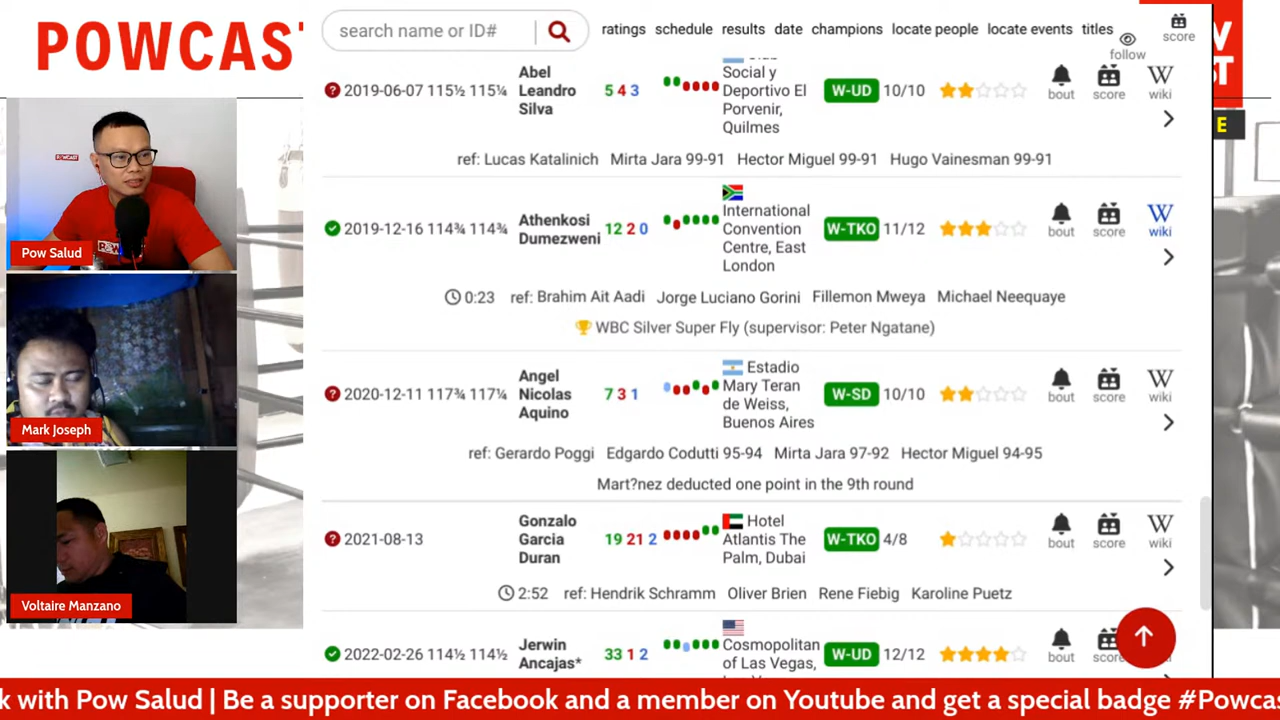 POWCAST
search name or ID#
ratings schedule results date champions locate people locate events titles
follow
score
E
2019-06-07 115½ 115¼ Abel Leandro Silva 5 4 3 Social y Deportivo El Porvenir, Quilmes W-UD 10/10 bout score wiki
ref: Lucas Katalinich Mirta Jara 99-91 Hector Miguel 99-91 Hugo Vainesman 99-91
2019-12-16 114¾ 114¾ Athenkosi Dumezweni 12 2 0 International Convention Centre, East London W-TKO 11/12 bout score wiki
0:23 ref: Brahim Ait Aadi Jorge Luciano Gorini Fillemon Mweya Michael Neequaye
WBC Silver Super Fly (supervisor: Peter Ngatane)
2020-12-11 117¾ 117¼ Angel Nicolas Aquino 7 3 1 Estadio Mary Teran de Weiss, Buenos Aires W-SD 10/10 bout score wiki
ref: Gerardo Poggi Edgardo Codutti 95-94 Mirta Jara 97-92 Hector Miguel 94-95
Mart?nez deducted one point in the 9th round
2021-08-13 Gonzalo Garcia Duran 19 21 2 Hotel Atlantis The Palm, Dubai W-TKO 4/8 bout score wiki
2:52 ref: Hendrik Schramm Oliver Brien Rene Fiebig Karoline Puetz
2022-02-26 114½ 114½ Jerwin Ancajas* 33 1 2 Cosmopolitan of Las Vegas, W-UD 12/12 bout score wiki
Pow Salud
Mark Joseph
Voltaire Manzano
k with Pow Salud | Be a supporter on Facebook and a member on Youtube and get a special badge #Powcas